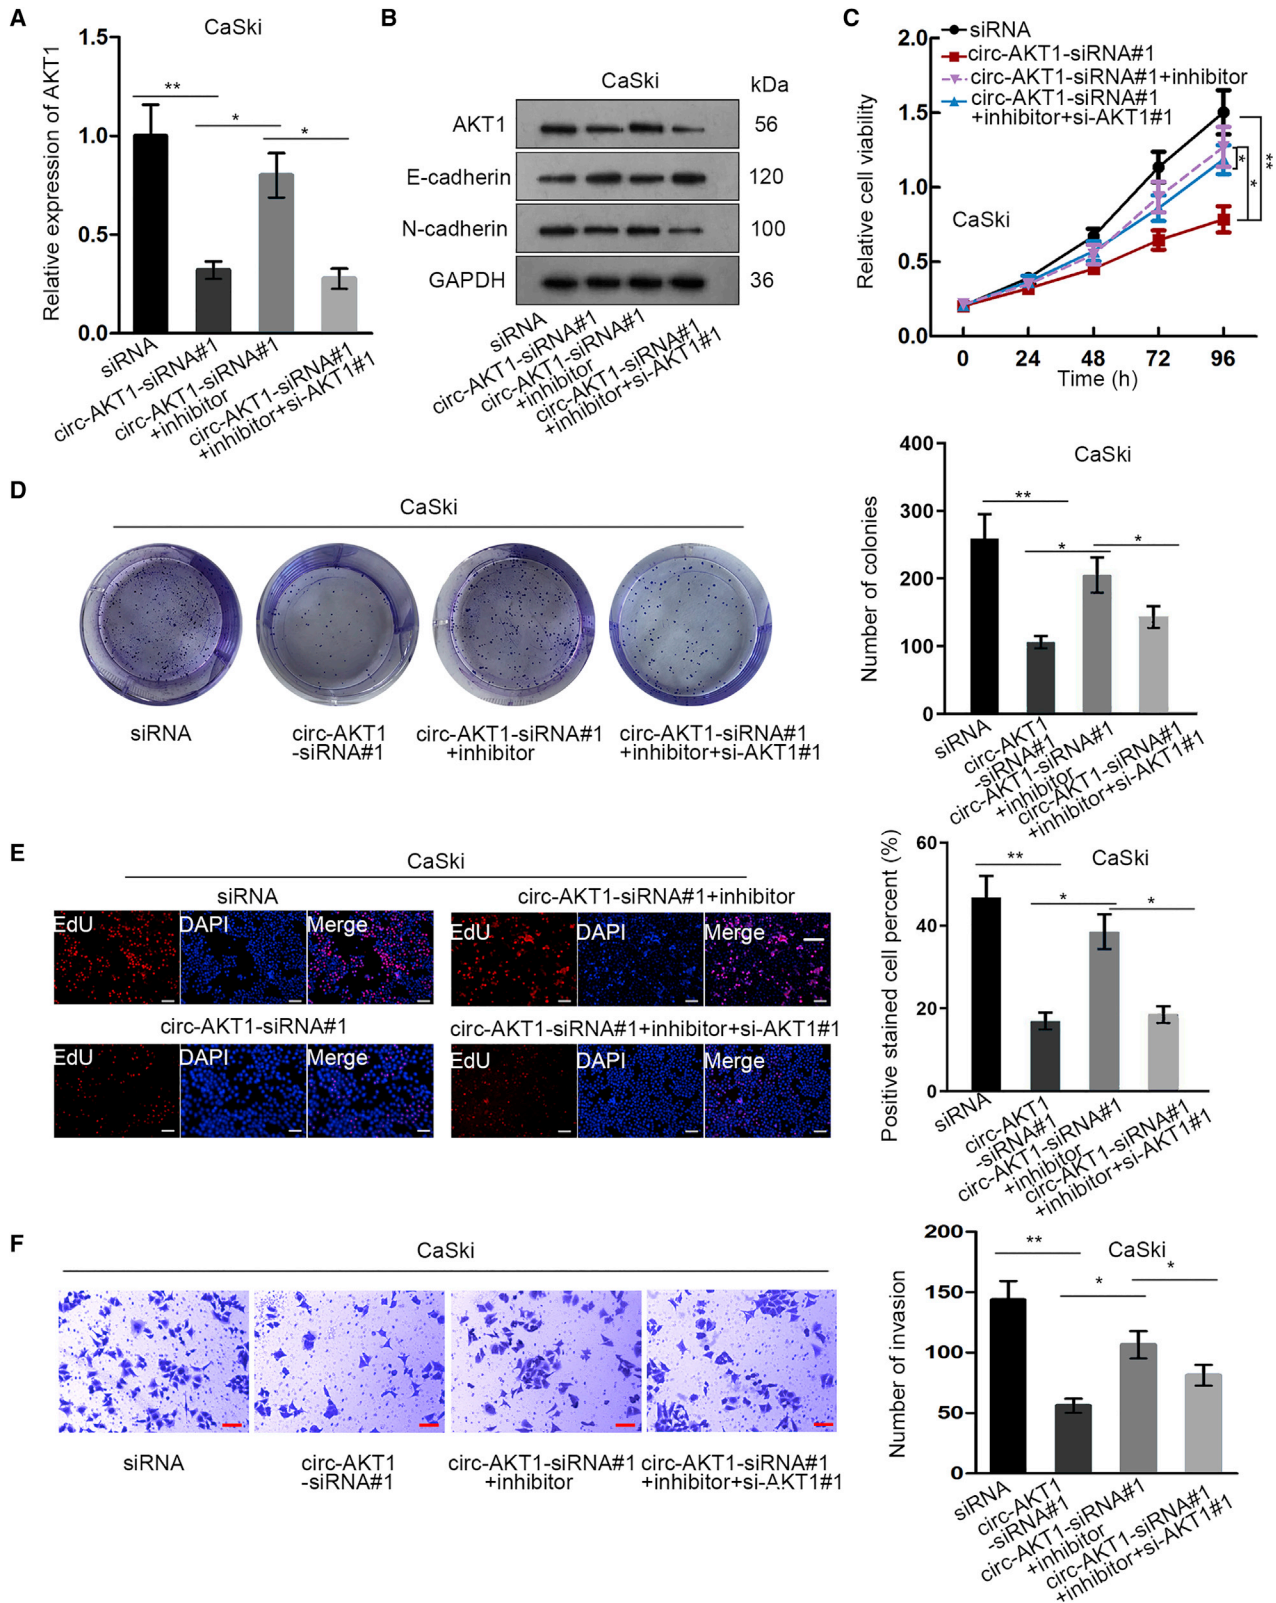 A
CaSki
Relative expression of AKT1
1.5
1.0
0.5
0.0
**
*
*
siRNA
circ-AKT1-siRNA#1
circ-AKT1-siRNA#1
+inhibitor
circ-AKT1-siRNA#1
+inhibitor+si-AKT1#1
B
CaSki
kDa
AKT1
56
E-cadherin
120
N-cadherin
100
GAPDH
36
siRNA
circ-AKT1-siRNA#1
circ-AKT1-siRNA#1
+inhibitor
circ-AKT1-siRNA#1
+inhibitor+si-AKT1#1
C
siRNA
circ-AKT1-siRNA#1
circ-AKT1-siRNA#1+inhibitor
circ-AKT1-siRNA#1
+inhibitor+si-AKT1#1
Relative cell viability
2.0
1.5
1.0
0.5
0.0
CaSki
*
*
**
0 24 48 72 96
Time (h)
D
CaSki
siRNA
circ-AKT1
-siRNA#1
circ-AKT1-siRNA#1
+inhibitor
circ-AKT1-siRNA#1
+inhibitor+si-AKT1#1
CaSki
Number of colonies
400
300
200
100
0
**
*
*
siRNA
circ-AKT1
-siRNA#1
circ-AKT1-siRNA#1
+inhibitor
circ-AKT1-siRNA#1
+inhibitor+si-AKT1#1
E
CaSki
siRNA
EdU DAPI Merge
circ-AKT1-siRNA#1+inhibitor
EdU DAPI Merge
circ-AKT1-siRNA#1
EdU DAPI Merge
circ-AKT1-siRNA#1+inhibitor+si-AKT1#1
EdU DAPI Merge
CaSki
Positive stained cell percent (%)
60
40
20
0
**
*
*
siRNA
circ-AKT1
-siRNA#1
circ-AKT1-siRNA#1
+inhibitor
circ-AKT1-siRNA#1
+inhibitor+si-AKT1#1
F
CaSki
siRNA
circ-AKT1
-siRNA#1
circ-AKT1-siRNA#1
+inhibitor
circ-AKT1-siRNA#1
+inhibitor+si-AKT1#1
CaSki
Number of invasion
200
150
100
50
0
**
*
*
siRNA
circ-AKT1
-siRNA#1
circ-AKT1-siRNA#1
+inhibitor
circ-AKT1-siRNA#1
+inhibitor+si-AKT1#1